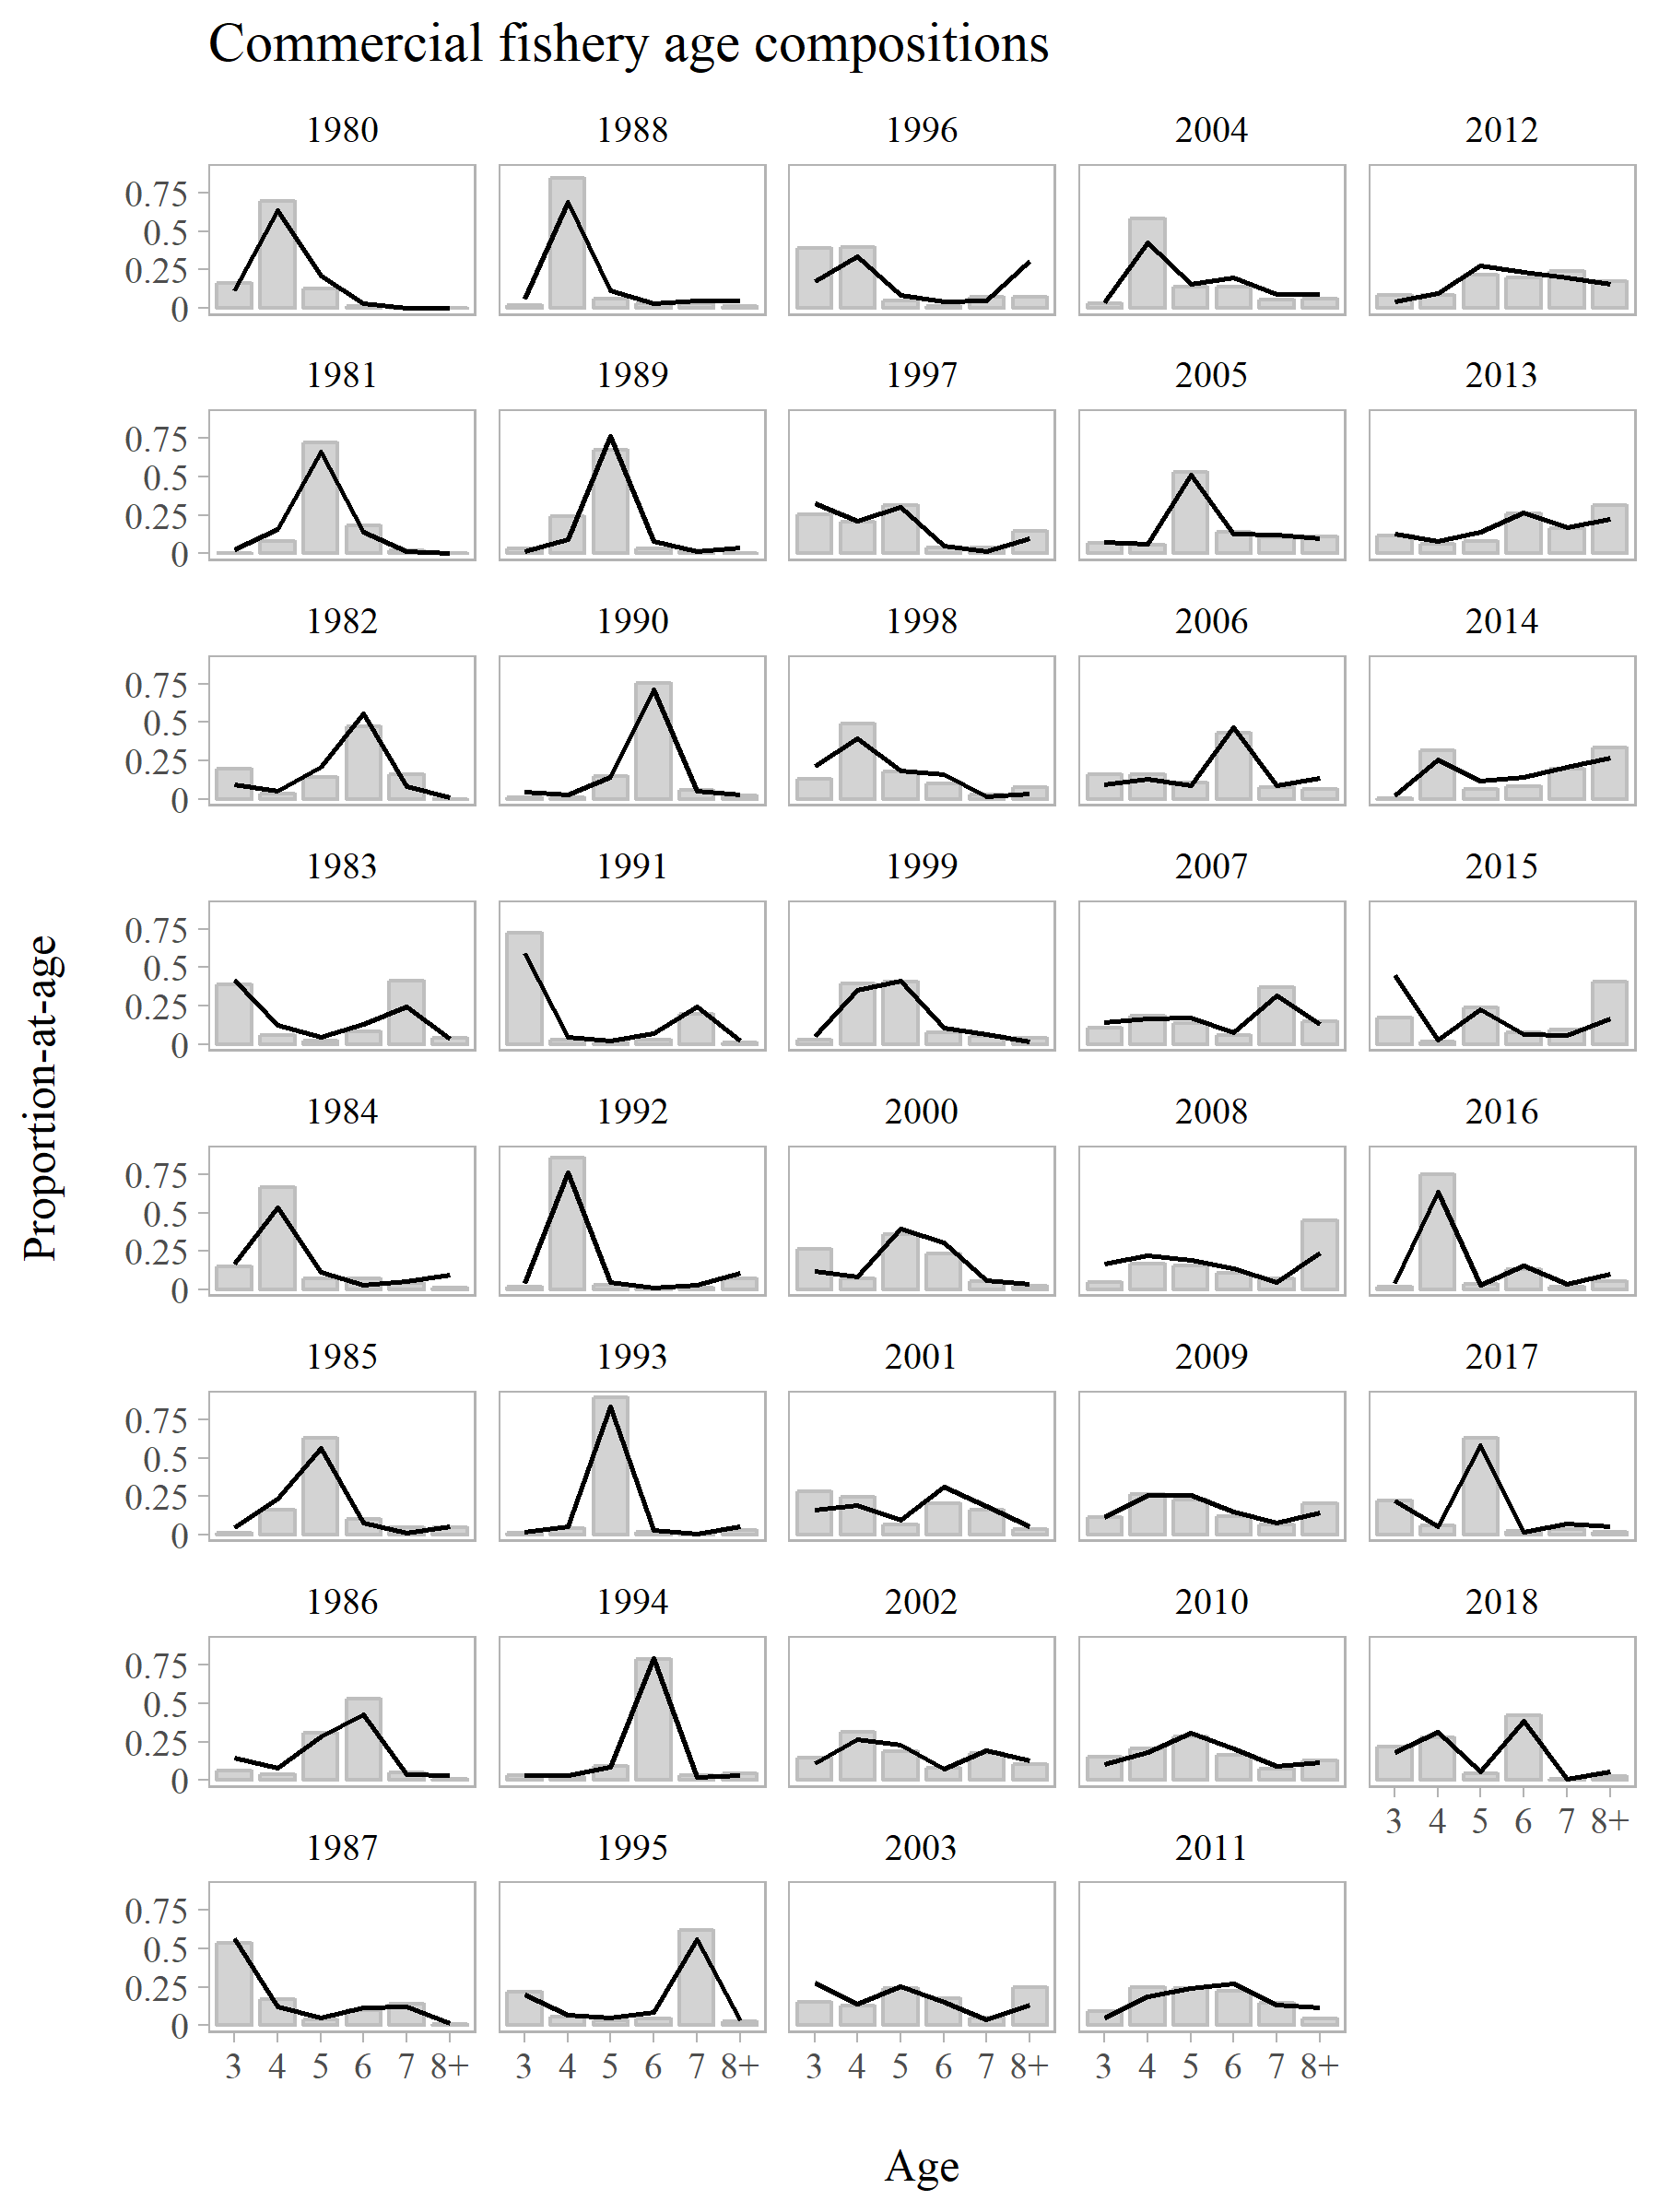 Commercial fishery age compositions
1980 1988 1996 2004 2012
0.75
0.5
0.25
0
1981 1989 1997 2005 2013
0.75
0.5
0.25
0
1982 1990 1998 2006 2014
0.75
0.5
0.25
0
1983 1991 1999 2007 2015
0.75
0.5
0.25
0
Proportion-at-age
1984 1992 2000 2008 2016
0.75
0.5
0.25
0
1985 1993 2001 2009 2017
0.75
0.5
0.25
0
1986 1994 2002 2010 2018
0.75
0.5
0.25
0
3 4 5 6 7 8+
1987 1995 2003 2011
0.75
0.5
0.25
0
3 4 5 6 7 8+ 3 4 5 6 7 8+ 3 4 5 6 7 8+ 3 4 5 6 7 8+
Age